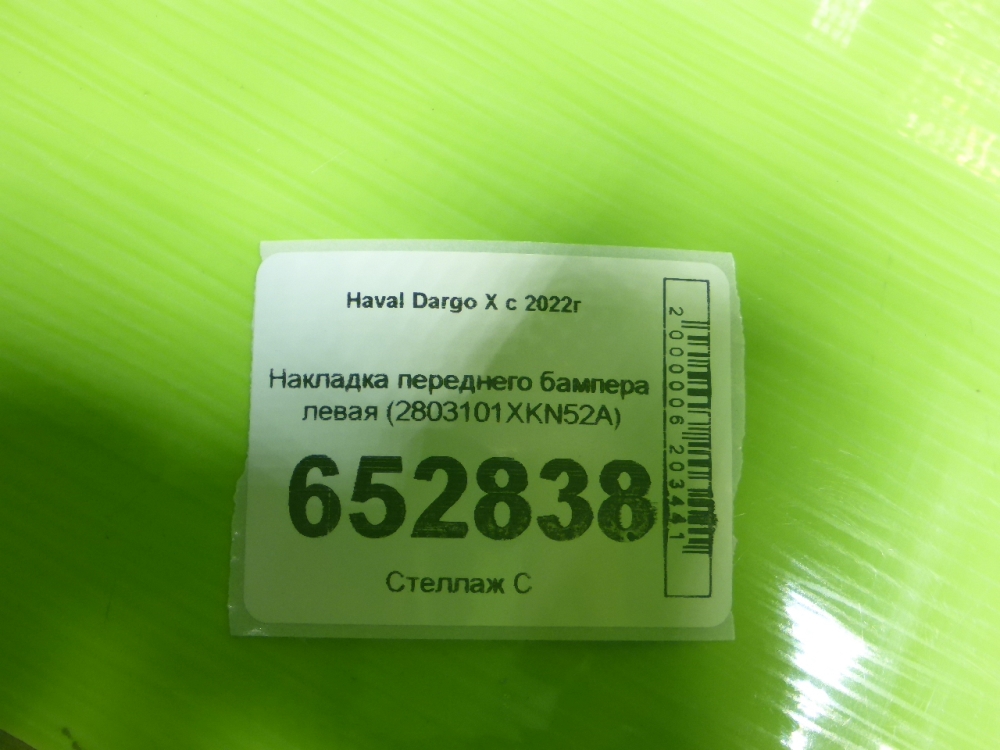 Haval Dargo X с 2022г
Накладка переднего бампера
левая (2803101XKN52A)
652838
Стеллаж С
2 000006 203441